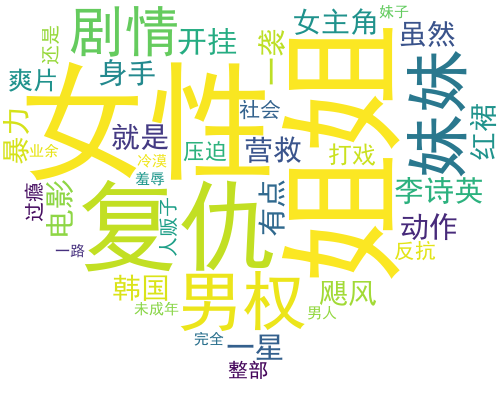 妹子
剧情
女主角
虽然
还是
开挂
一袭
爽片
身手
女性
姐姐
妹妹
红裙
社会
暴力
就是
营救
业余
压迫
打戏
冷漠
羞辱
复仇
李诗英
过瘾
电影
人贩子
有点
动作
一路
反抗
韩国
男权
飓风
未成年
男人
完全
一星
整部